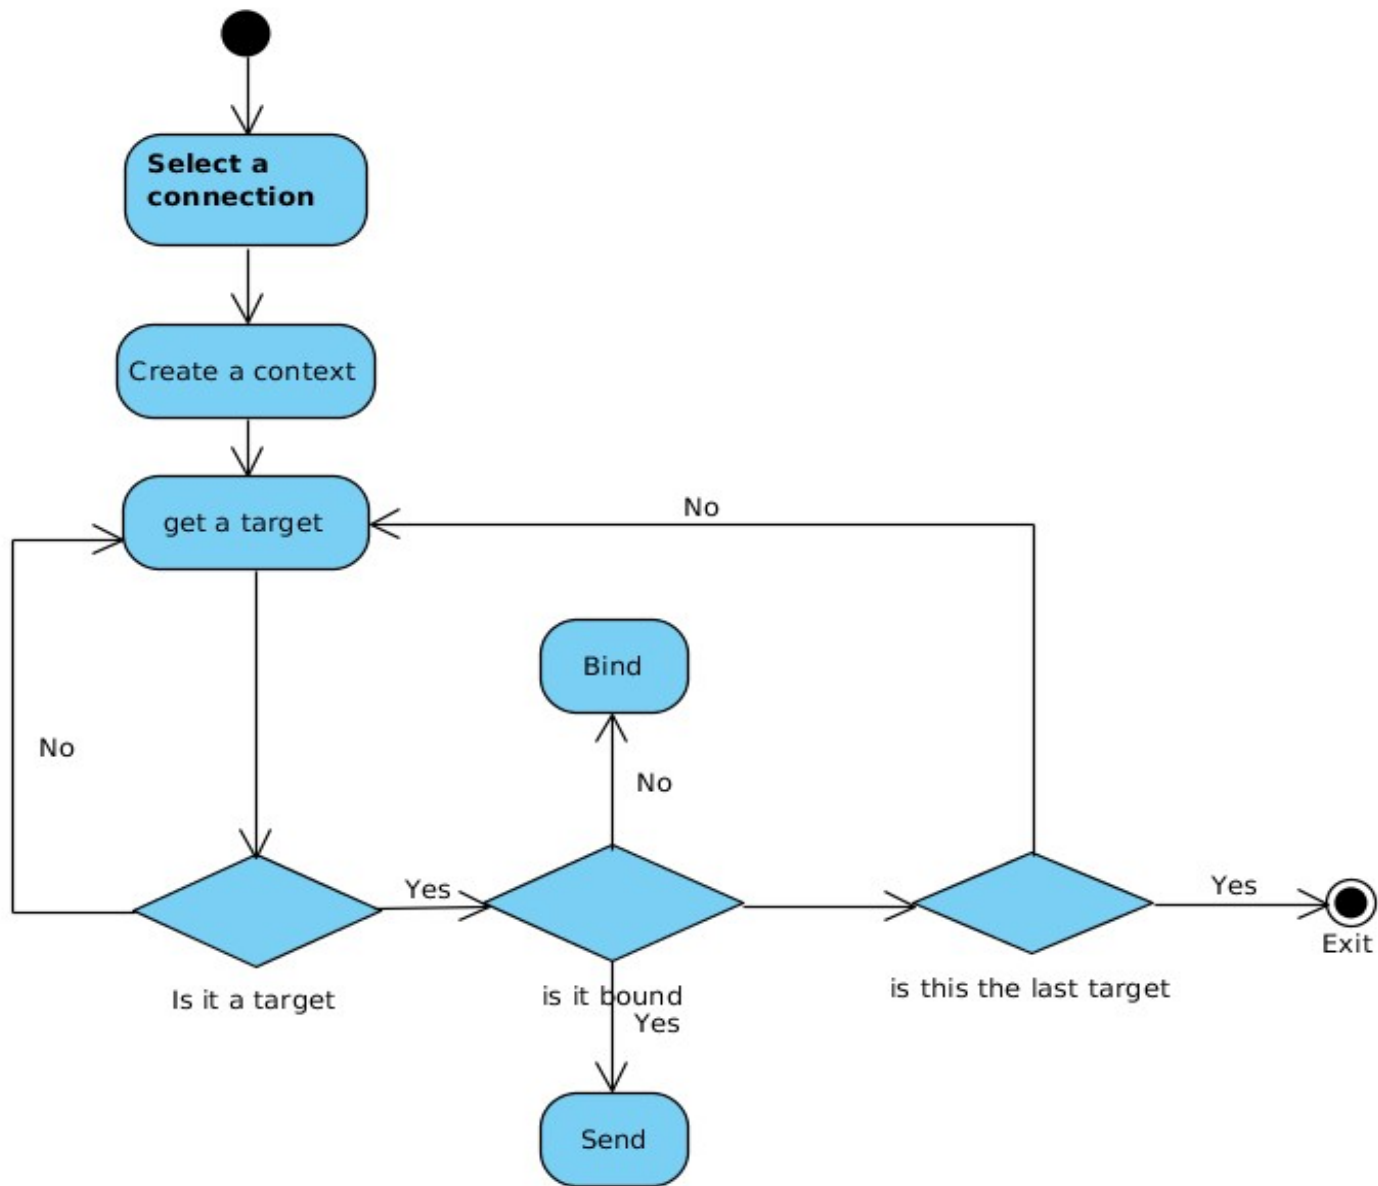 Select a
connection
Create a context
get a target
No
Bind
No
No
Yes
Yes
Exit
Is it a target
is it bound
is this the last target
Yes
Send